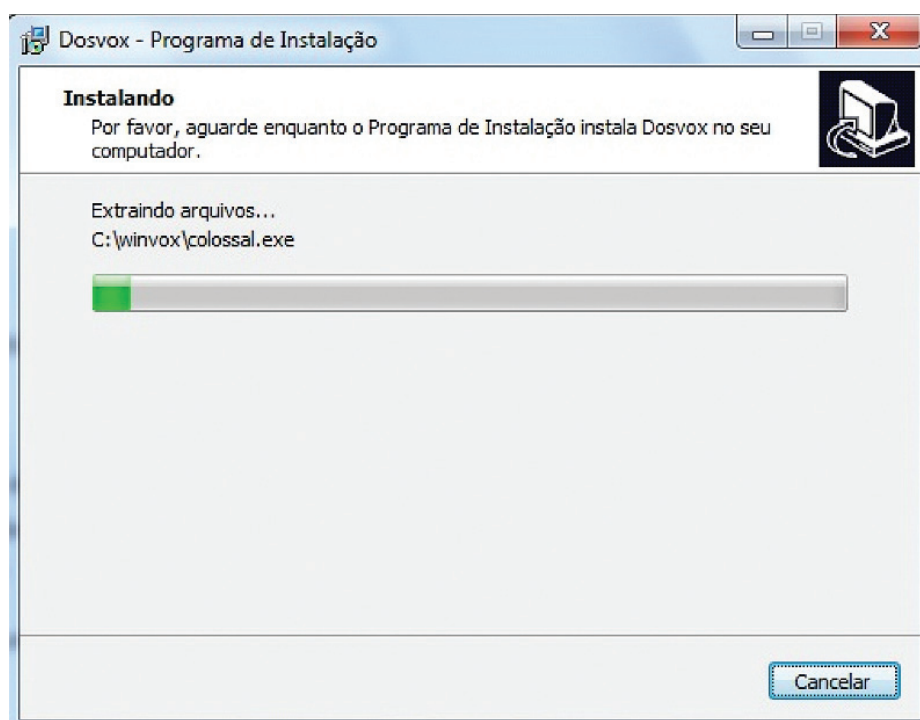 Dosvox - Programa de Instalação
Instalando
Por favor, aguarde enquanto o Programa de Instalação instala Dosvox no seu
computador.
Extraindo arquivos...
C:\winvox\colossal.exe
Cancelar